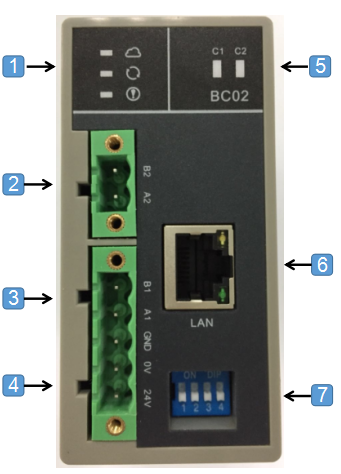 1
C1 C2
5
BC02
2
B2
A2
6
3
B1
A1
GND
0V
24V
LAN
4
7
ON DIP
1 2 3 4